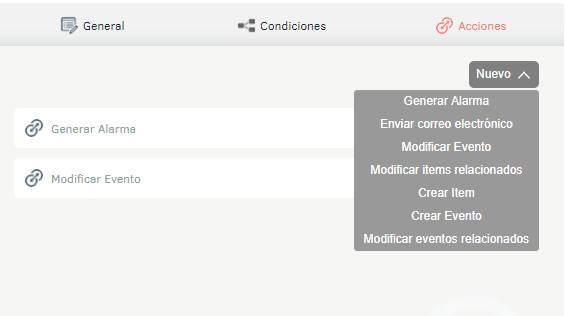 General
Condiciones
Acciones
Nuevo
Generar Alarma
Enviar correo electrónico
Modificar Evento
Modificar items relacionados
Crear Item
Crear Evento
Modificar eventos relacionados
Generar Alarma
Modificar Evento